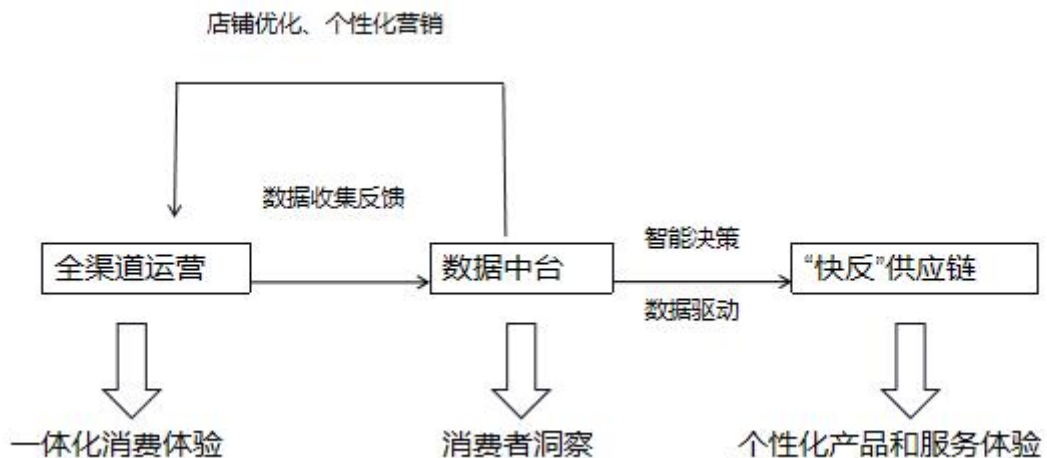 店铺优化、个性化营销
数据收集反馈
智能决策
全渠道运营
数据中台
“快反”供应链
数据驱动
一体化消费体验
消费者洞察
个性化产品和服务体验